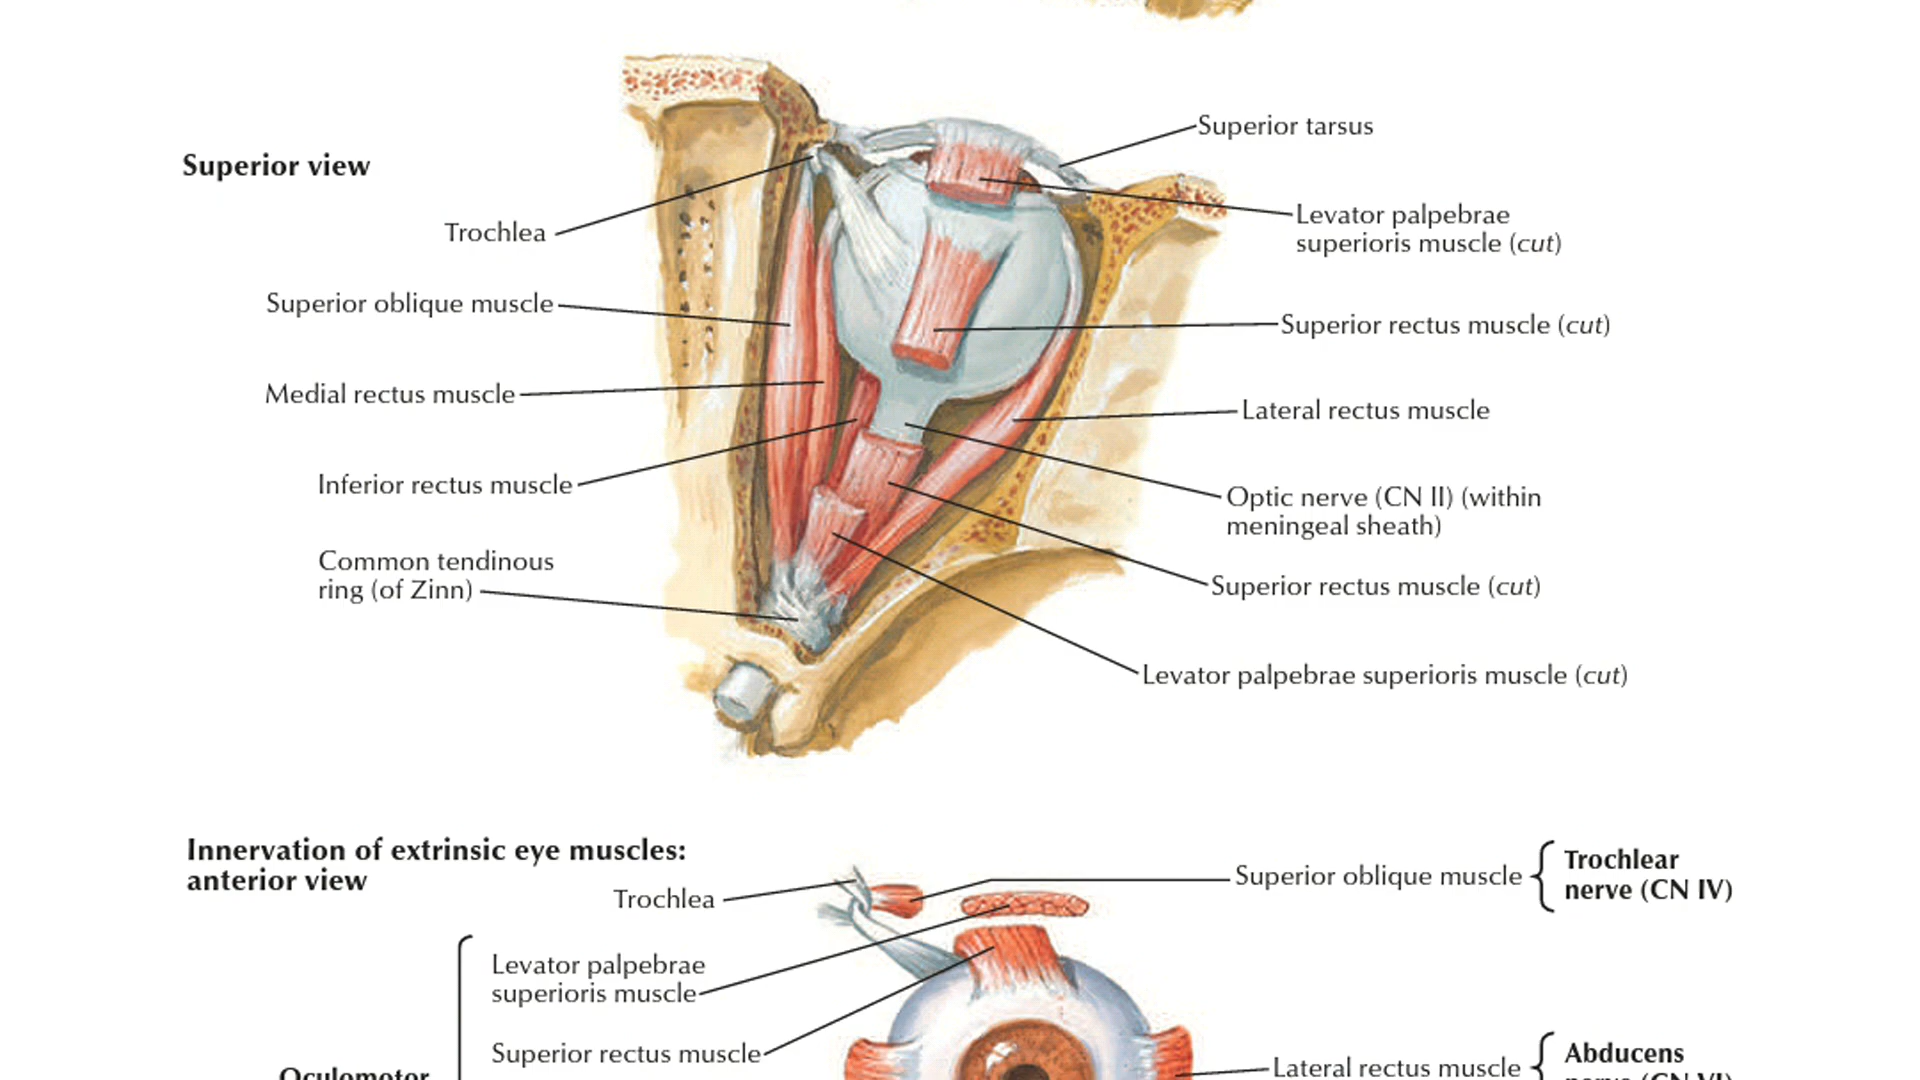 Superior view
Trochlea
Superior oblique muscle
Medial rectus muscle
Inferior rectus muscle
Common tendinous
ring (of Zinn)
Superior tarsus
Levator palpebrae
superioris muscle (cut)
Superior rectus muscle (cut)
Lateral rectus muscle
Optic nerve (CN II) (within
meningeal sheath)
Superior rectus muscle (cut)
Levator palpebrae superioris muscle (cut)
Innervation of extrinsic eye muscles:
anterior view
Trochlea
Levator palpebrae
superioris muscle
Superior rectus muscle
Oculomotor
Superior oblique muscle
Trochlear
nerve (CN IV)
Lateral rectus muscle
Abducens
nerve (CN VI)